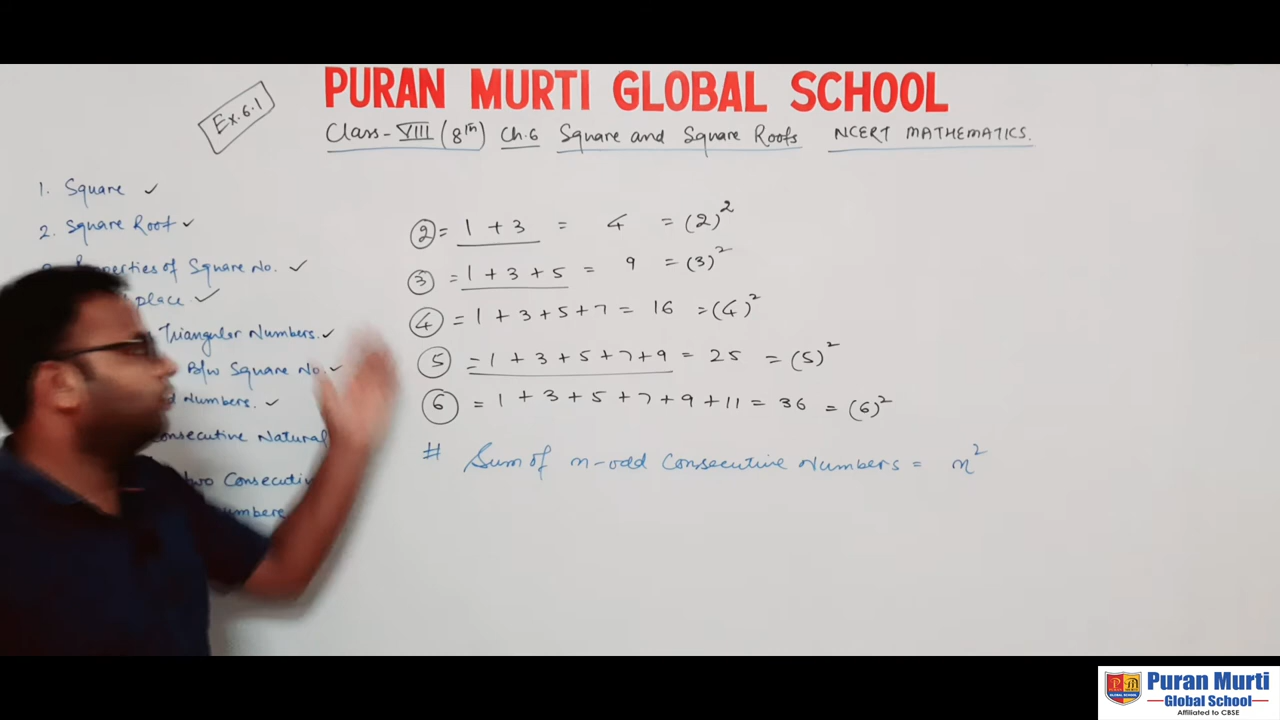 PURAN MURTI GLOBAL SCHOOL
Ex.6.1
Class-VIII (8th) Ch.6 Square and Square Roots NCERT MATHEMATICS.
1. Square ✓
2. Square Root ✓
Properties of Square No. ✓
place ✓
Triangular Numbers. ✓
B/w Square No. ✓
Numbers. ✓
Consecutive Natural
two
② = 1 + 3 = 4 = (2)²
③ = 1 + 3 + 5 = 9 = (3)²
④ = 1 + 3 + 5 + 7 = 16 = (4)²
⑤ = 1 + 3 + 5 + 7 + 9 = 25 = (5)²
⑥ = 1 + 3 + 5 + 7 + 9 + 11 = 36 = (6)²
# Sum of n-odd Consecutive Numbers = n²
Puran Murti
Global School
Affiliated to CBSE